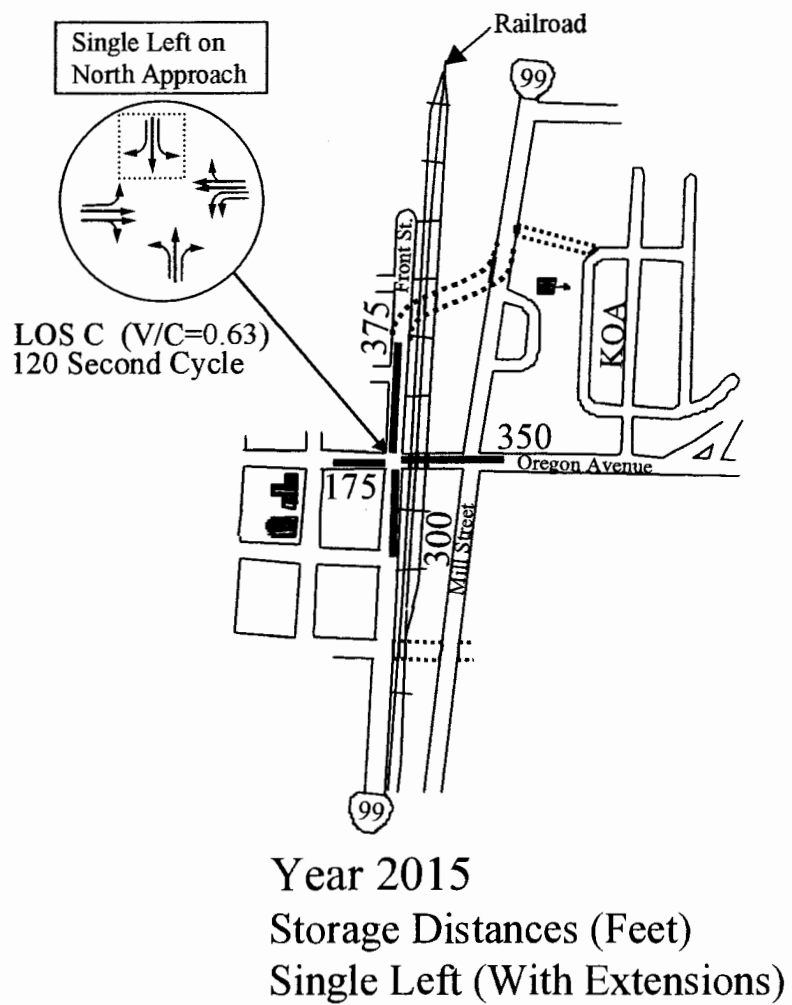 Single Left on
North Approach
Railroad
99
Front St.
375
KOA
LOS C (V/C=0.63)
120 Second Cycle
350
Oregon Avenue
175
300
Mill Street
99
Year 2015
Storage Distances (Feet)
Single Left (With Extensions)